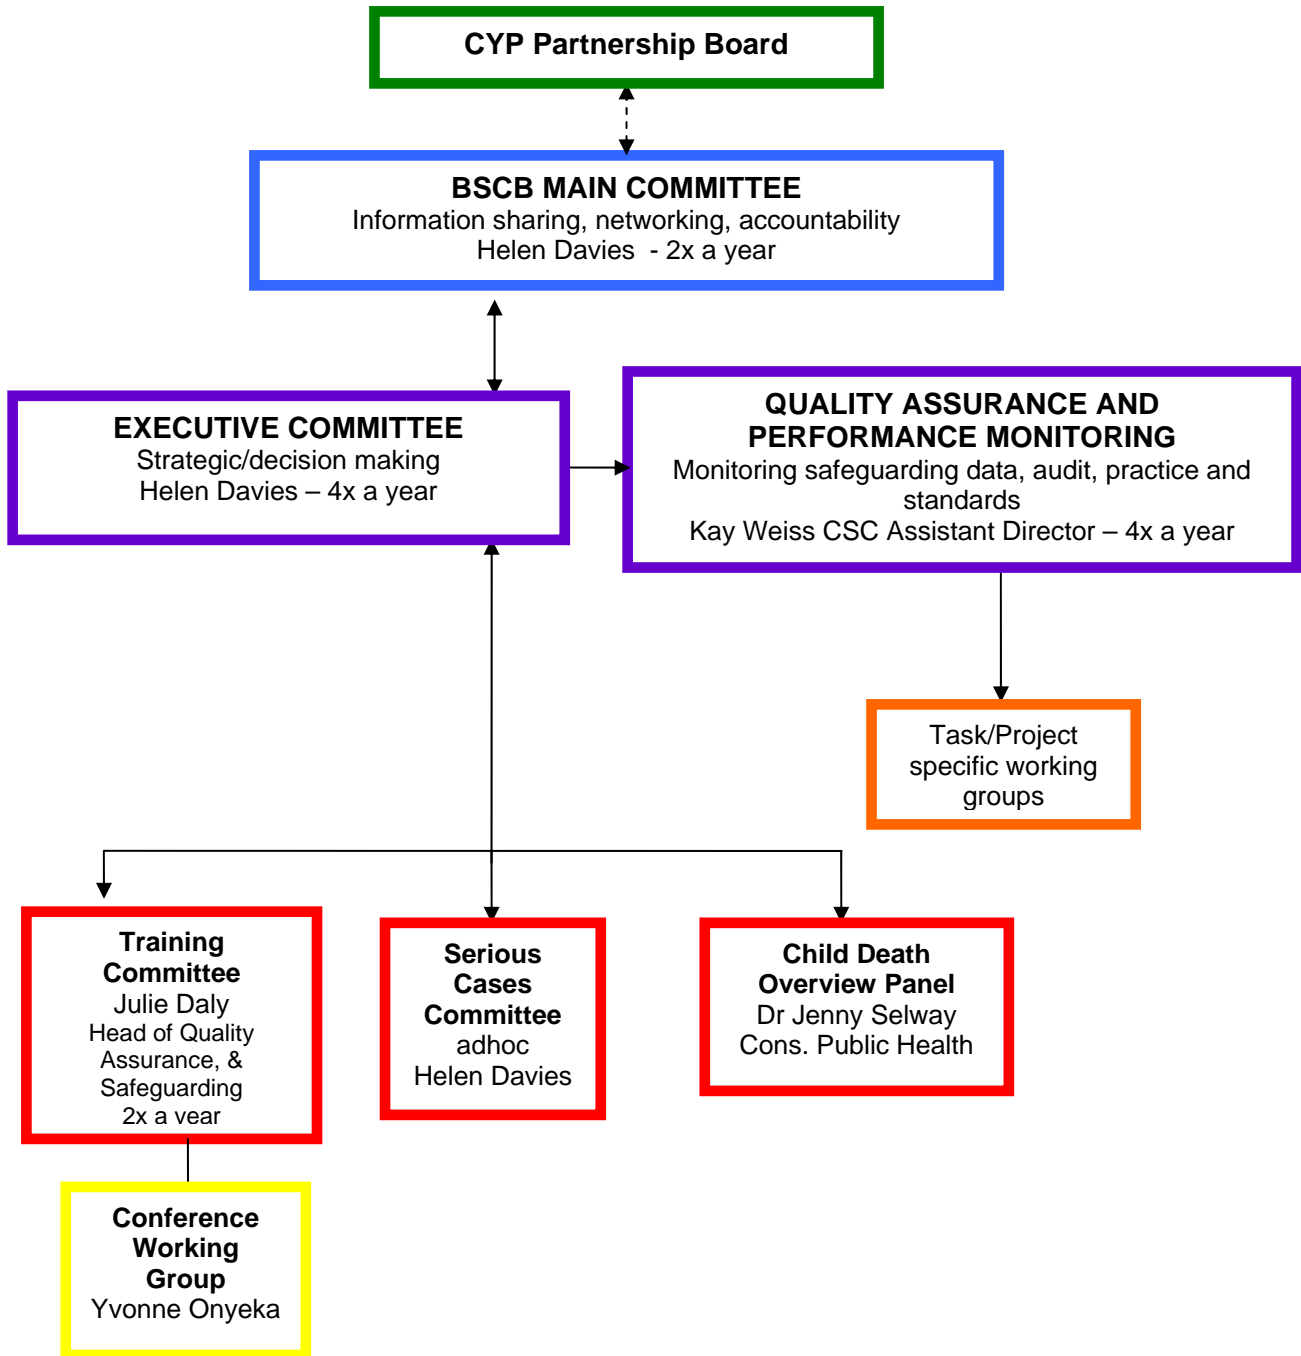 CYP Partnership Board
BSCB MAIN COMMITTEE
Information sharing, networking, accountability
Helen Davies - 2x a year
EXECUTIVE COMMITTEE
Strategic/decision making
Helen Davies – 4x a year
QUALITY ASSURANCE AND
PERFORMANCE MONITORING
Monitoring safeguarding data, audit, practice and
standards
Kay Weiss CSC Assistant Director – 4x a year
Task/Project
specific working
groups
Training
Committee
Julie Daly
Head of Quality
Assurance, &
Safeguarding
2x a year
Serious
Cases
Committee
adhoc
Helen Davies
Child Death
Overview Panel
Dr Jenny Selway
Cons. Public Health
Conference
Working
Group
Yvonne Onyeka